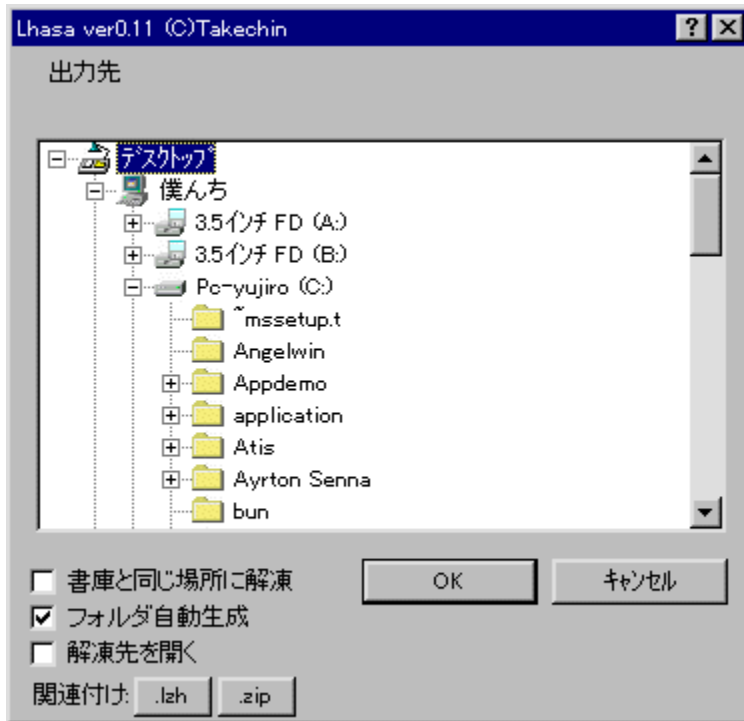 Lhasa ver0.11 (C)Takechin
出力先
ﾃﾞｽｸﾄｯﾌﾟ
僕んち
3.5ｲﾝﾁ FD (A:)
3.5ｲﾝﾁ FD (B:)
Pc-yujiro (C:)
~mssetup.t
Angelwin
Appdemo
application
Atis
Ayrton Senna
bun
書庫と同じ場所に解凍
OK ｷｬﾝｾﾙ
フォルダ自動生成
解凍先を開く
関連付け: .lzh .zip